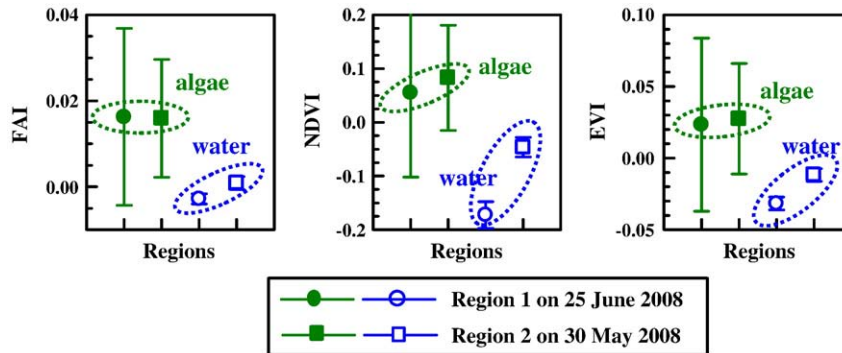 0.04
0.02
0.00
FAI
algae
water
Regions
0.2
0.1
0.0
-0.1
-0.2
NDVI
algae
water
Regions
0.10
0.05
0.00
-0.05
EVI
algae
water
Regions
Region 1 on 25 June 2008
Region 2 on 30 May 2008